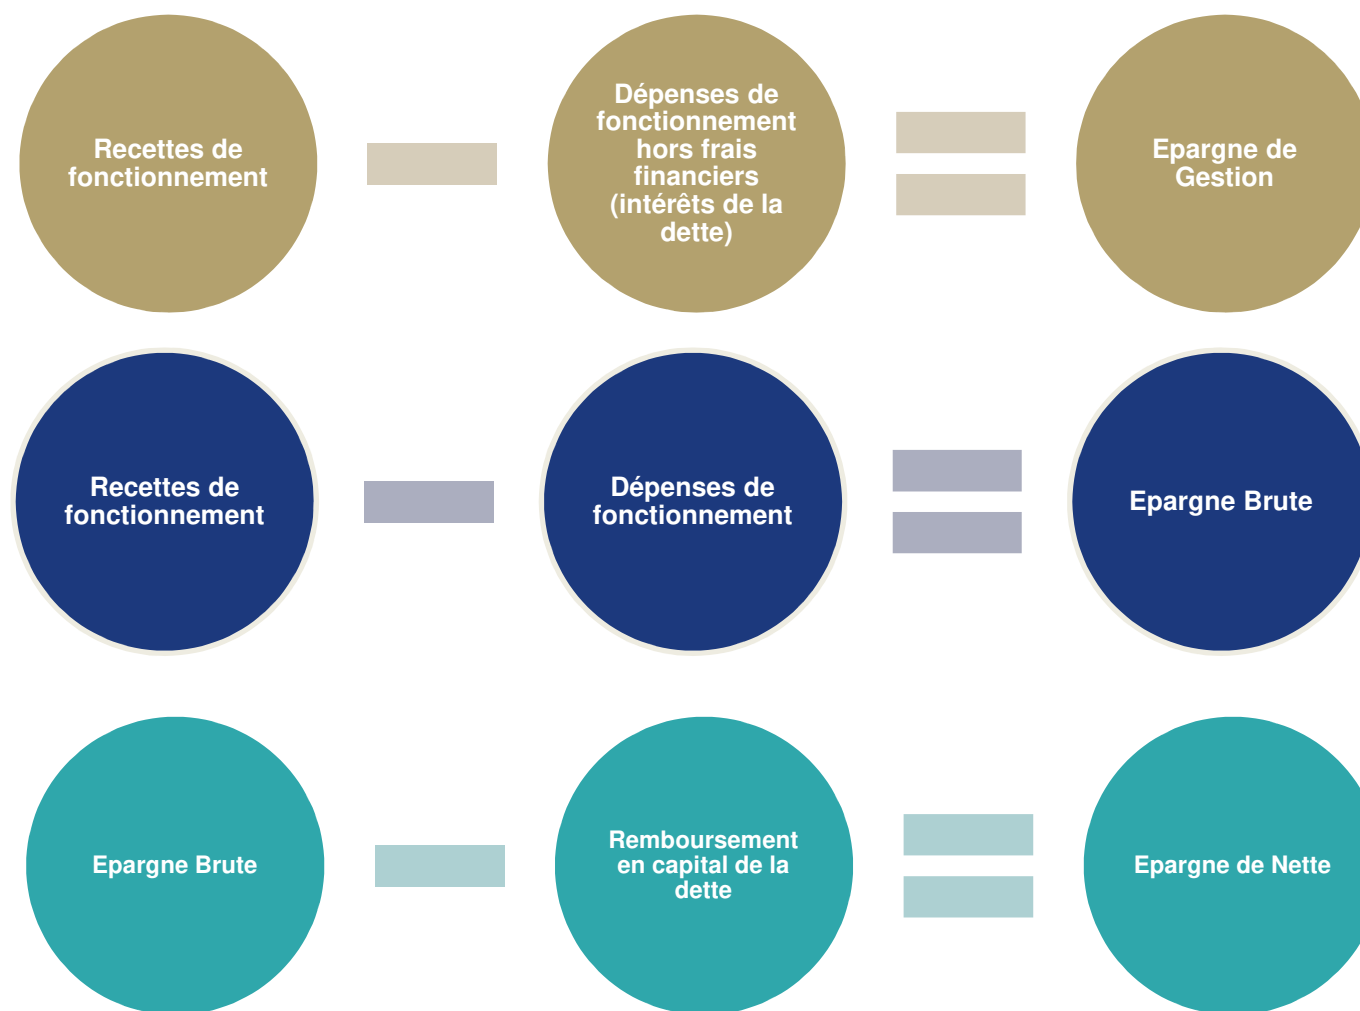 Recettes de
fonctionnement
Dépenses de
fonctionnement
hors frais
financiers
(intérêts de la
dette)
Epargne de
Gestion
Recettes de
fonctionnement
Dépenses de
fonctionnement
Epargne Brute
Epargne Brute
Remboursement
en capital de la
dette
Epargne de Nette